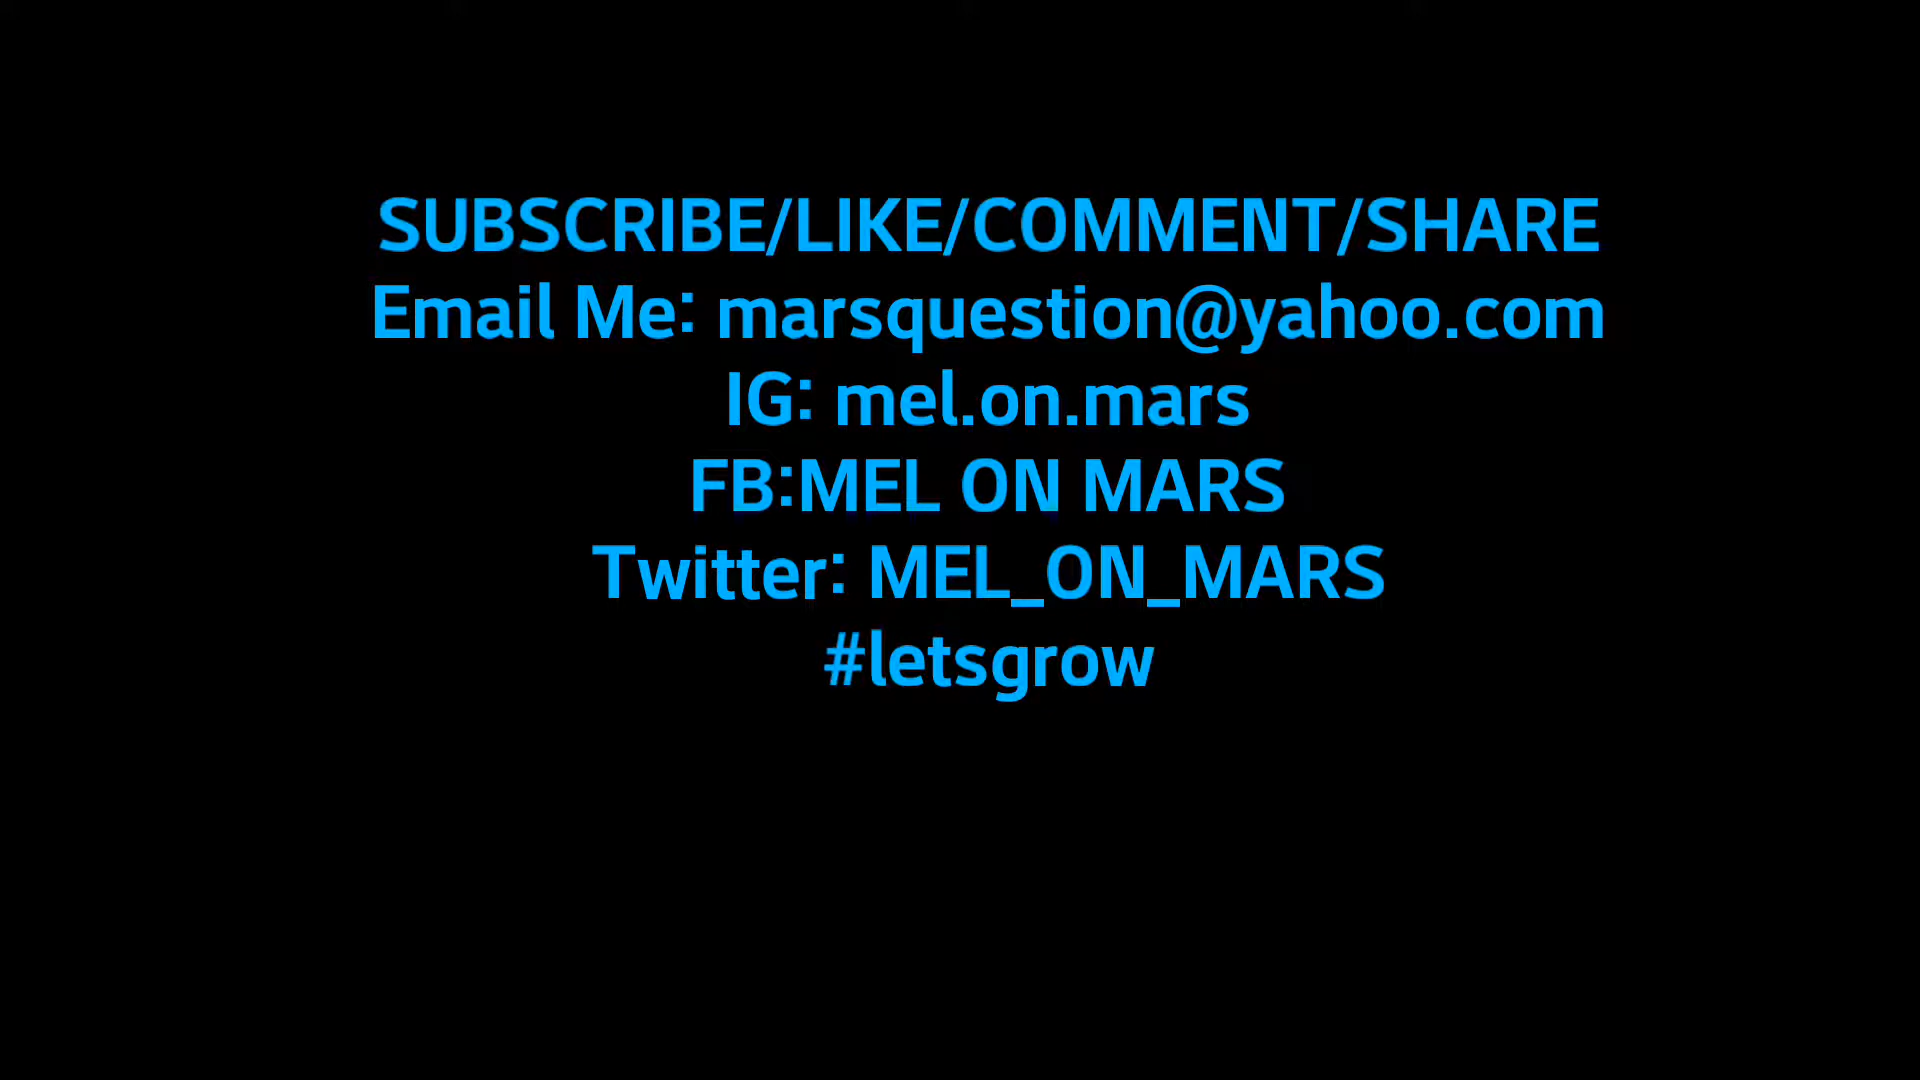 SUBSCRIBE/LIKE/COMMENT/SHARE
Email Me: marsquestion@yahoo.com
IG: mel.on.mars
FB:MEL ON MARS
Twitter: MEL_ON_MARS
#letsgrow